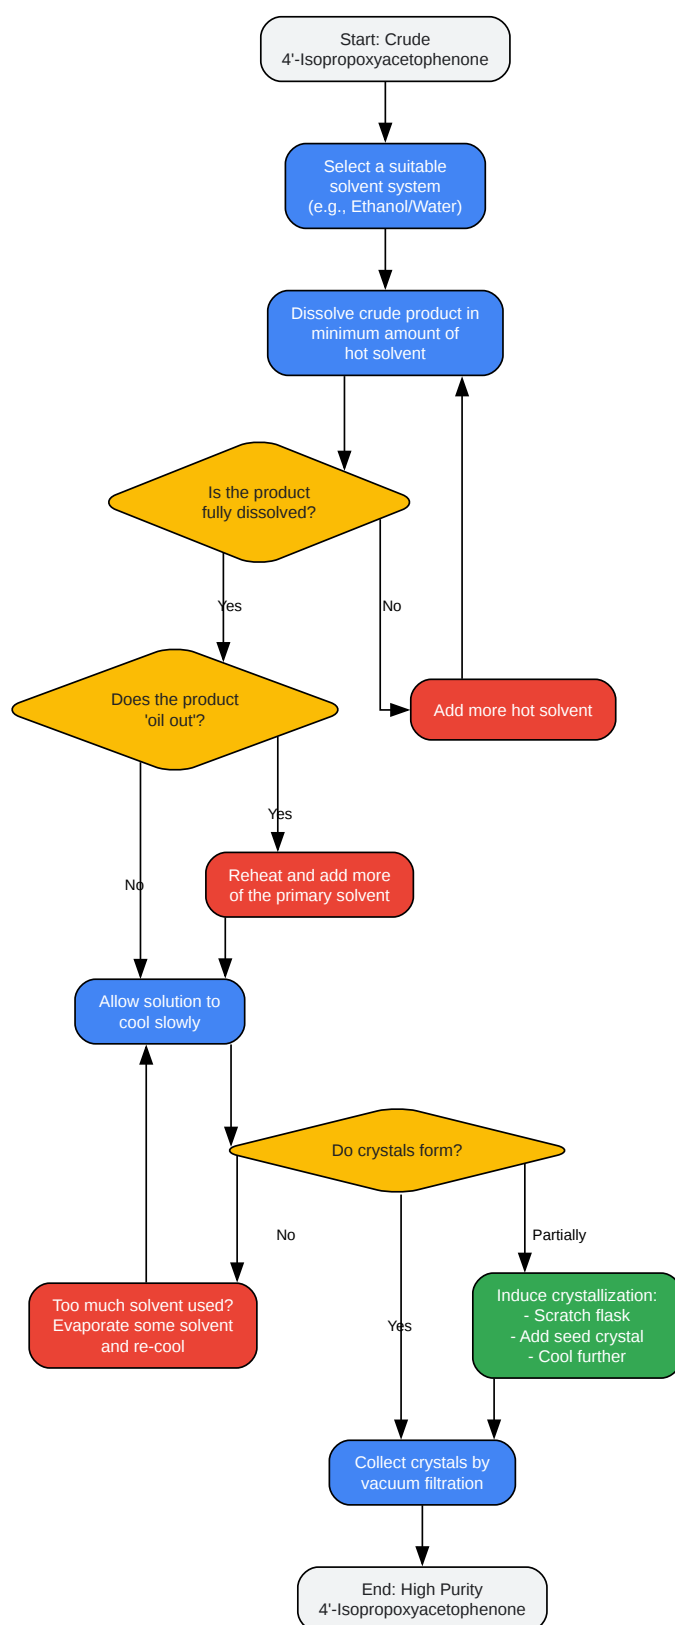 Start: Crude
4'-Isopropoxyacetophenone
Select a suitable
solvent system
(e.g., Ethanol/Water)
Dissolve crude product in
minimum amount of
hot solvent
Is the product
fully dissolved?
Yes
No
Does the product
'oil out'?
Add more hot solvent
Yes
No
Reheat and add more
of the primary solvent
Allow solution to
cool slowly
Do crystals form?
No
Partially
Yes
Too much solvent used?
Evaporate some solvent
and re-cool
Induce crystallization:
- Scratch flask
- Add seed crystal
- Cool further
Collect crystals by
vacuum filtration
End: High Purity
4'-Isopropoxyacetophenone